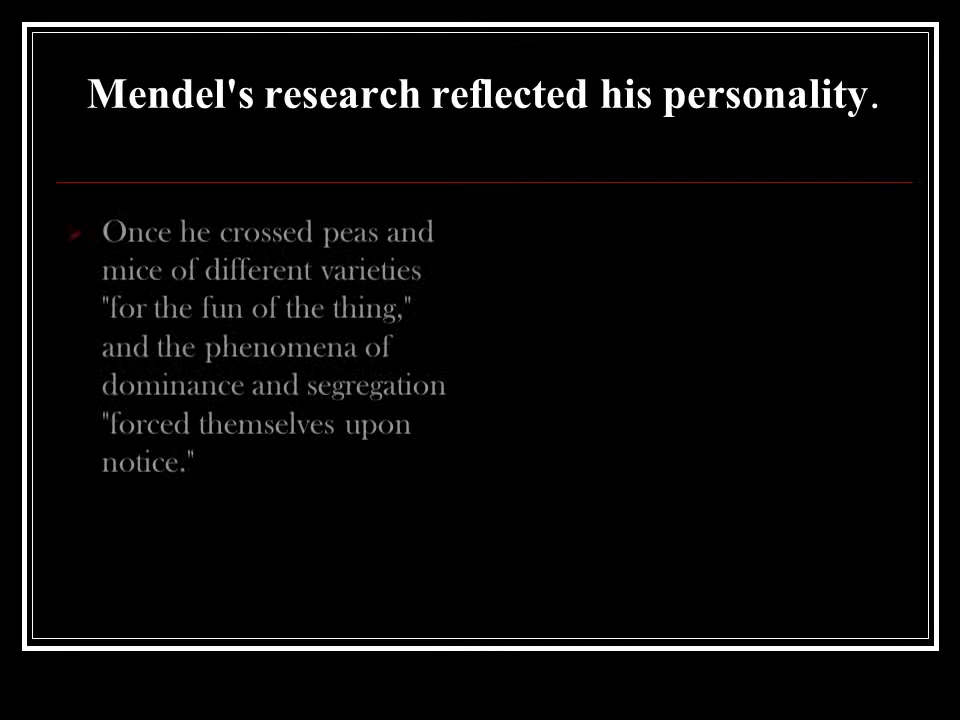 Mendel's research reflected his personality.
Once he crossed peas and
mice of different varieties
"for the fun of the thing,"
and the phenomena of
dominance and segregation
"forced themselves upon
notice."